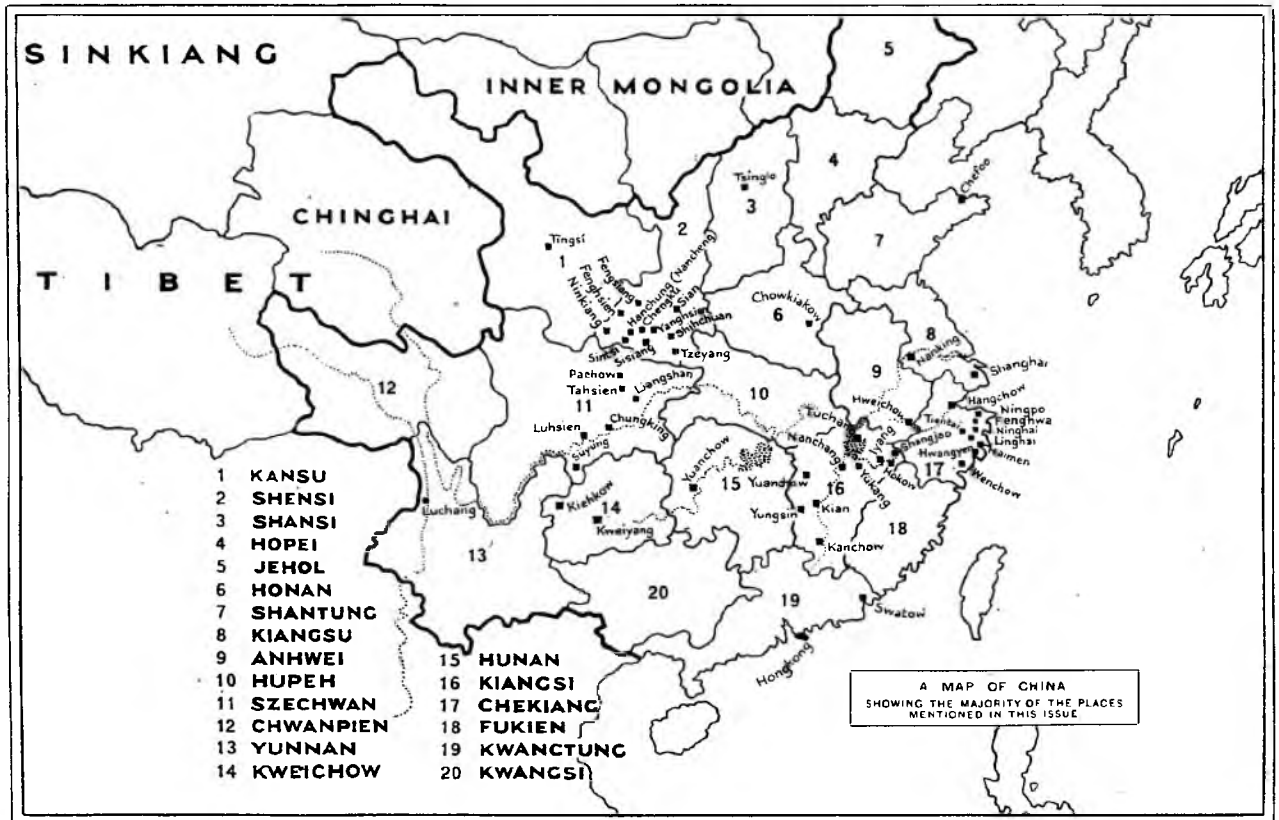 SINKIANG
INNER MONGOLIA
CHINGHAI
TIBET
5
4
Chefoo
Tsinglo
3
2
7
Tingsi
1
Fengsiang
Fenghsien
Ninkiang
Hanchung (Nancheng)
Chengku
Sian
Yanghsien
Shihchuan
Sisiang
Tzeyang
Chowkiakow
6
8
Nanking
Shanghai
9
Pachow
Tahsien
Liangshan
10
11
12
Luhsien
Chungking
Suyung
Hweichow
Hangchow
Ningpo
Fenghwa
Ninghai
Linghai
Haimen
Tientai
Hwangyen
Wenchow
17
Iyang
Shangjao
Hokow
Yukang
Nanchang
Yuanchow
15
Yuanchow
16
Kian
Yungsin
Kanchow
18
Kiehkow
14
Kweiyang
Luchang
13
20
19
Swatow
Hongkong
1 KANSU
2 SHENSI
3 SHANSI
4 HOPEI
5 JEHOL
6 HONAN
7 SHANTUNG
8 KIANGSU
9 ANHWEI
10 HUPEH
11 SZECHWAN
12 CHWANPIEN
13 YUNNAN
14 KWEICHOW
15 HUNAN
16 KIANGSI
17 CHEKIANG
18 FUKIEN
19 KWANGTUNG
20 KWANGSI
A MAP OF CHINA
SHOWING THE MAJORITY OF THE PLACES
MENTIONED IN THIS ISSUE